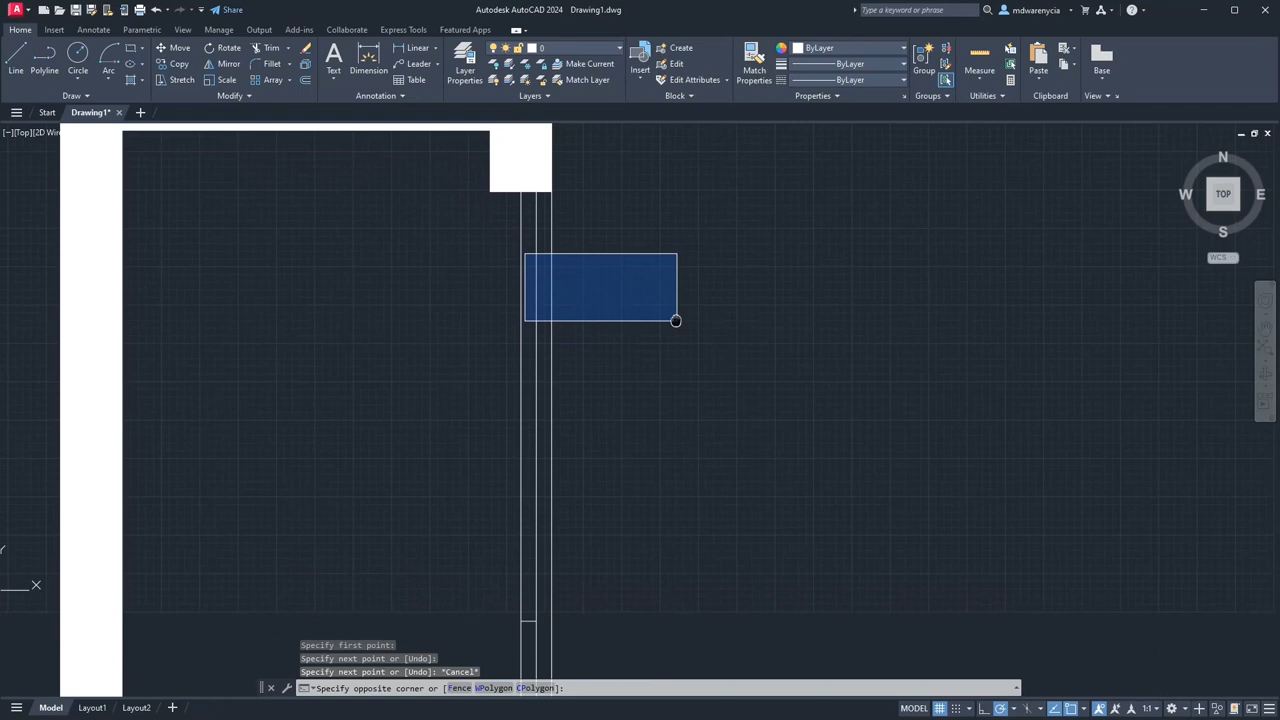 Share
Autodesk AutoCAD 2024 Drawing1.dwg
Type a keyword or phrase
mdwarenycia
Home Insert Annotate Parametric View Manage Output Add-ins Collaborate Express Tools Featured Apps
Line Polyline Circle Arc
Move Rotate Trim
Copy Mirror Fillet
Stretch Scale Array
Text Dimension
Linear
Leader
Table
Layer Properties
0
Make Current
Match Layer
Insert
Create
Edit
Edit Attributes
Match Properties
ByLayer
ByLayer
ByLayer
Group
Measure
Paste
Base
Draw Modify Annotation Layers Block Properties Groups Utilities Clipboard View
Start Drawing1*
[−][Top][2D Wir
N
W TOP E
S
WCS
Y
X
Specify first point:
Specify next point or [Undo]:
Specify next point or [Undo]: *Cancel*
Specify opposite corner or [Fence WPolygon CPolygon]:
Model Layout1 Layout2
MODEL
1:1